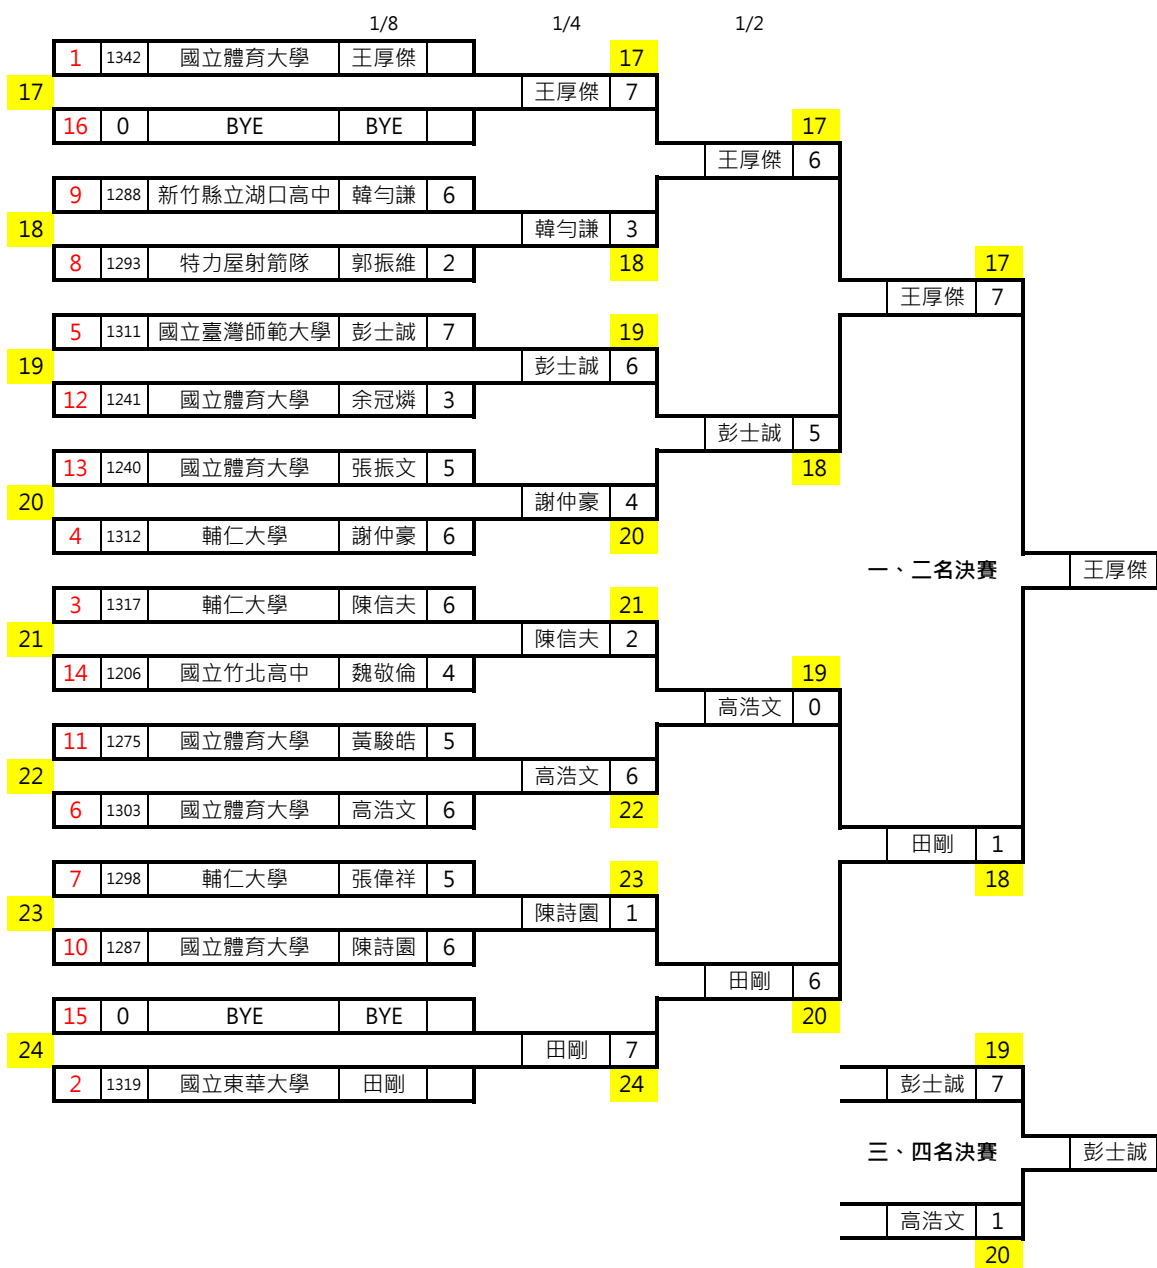 1/8 1/4 1/2
1 1342 國立體育大學 王厚傑 17
17 王厚傑 7
16 0 BYE BYE 17
王厚傑 6
9 1288 新竹縣立湖口高中 韓勻謙 6
18 韓勻謙 3
8 1293 特力屋射箭隊 郭振維 2 18 17
王厚傑 7
5 1311 國立臺灣師範大學 彭士誠 7 19
19 彭士誠 6
12 1241 國立體育大學 余冠燐 3
彭士誠 5
13 1240 國立體育大學 張振文 5 18
20 謝仲豪 4
4 1312 輔仁大學 謝仲豪 6 20
一、二名決賽 王厚傑
3 1317 輔仁大學 陳信夫 6 21
21 陳信夫 2
14 1206 國立竹北高中 魏敬倫 4 19
高浩文 0
11 1275 國立體育大學 黃駿皓 5
22 高浩文 6
6 1303 國立體育大學 高浩文 6 22
田剛 1
7 1298 輔仁大學 張偉祥 5 23 18
23 陳詩園 1
10 1287 國立體育大學 陳詩園 6
田剛 6
15 0 BYE BYE 20
24 田剛 7 19
2 1319 國立東華大學 田剛 24 彭士誠 7
三、四名決賽 彭士誠
高浩文 1
20